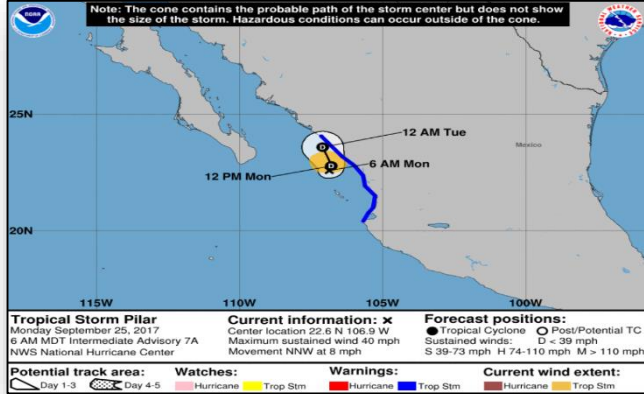 Note: The cone contains the probable path of the storm center but does not show
the size of the storm. Hazardous conditions can occur outside of the cone.
NOAA
25N
12 AM Tue
Mexico
6 AM Mon
12 PM Mon
D
D
20N
115W 110W 105W 100W
Tropical Storm Pilar
Monday September 25, 2017
6 AM MDT Intermediate Advisory 7A
NWS National Hurricane Center
Current information: x
Center location 22.6 N 106.9 W
Maximum sustained wind 40 mph
Movement NNW at 8 mph
Forecast positions:
Tropical Cyclone Post/Potential TC
Sustained winds: D < 39 mph
S 39-73 mph H 74-110 mph M > 110 mph
Potential track area:
Day 1-3 Day 4-5
Watches:
Hurricane Trop Stm
Warnings:
Hurricane Trop Stm
Current wind extent:
Hurricane Trop Stm